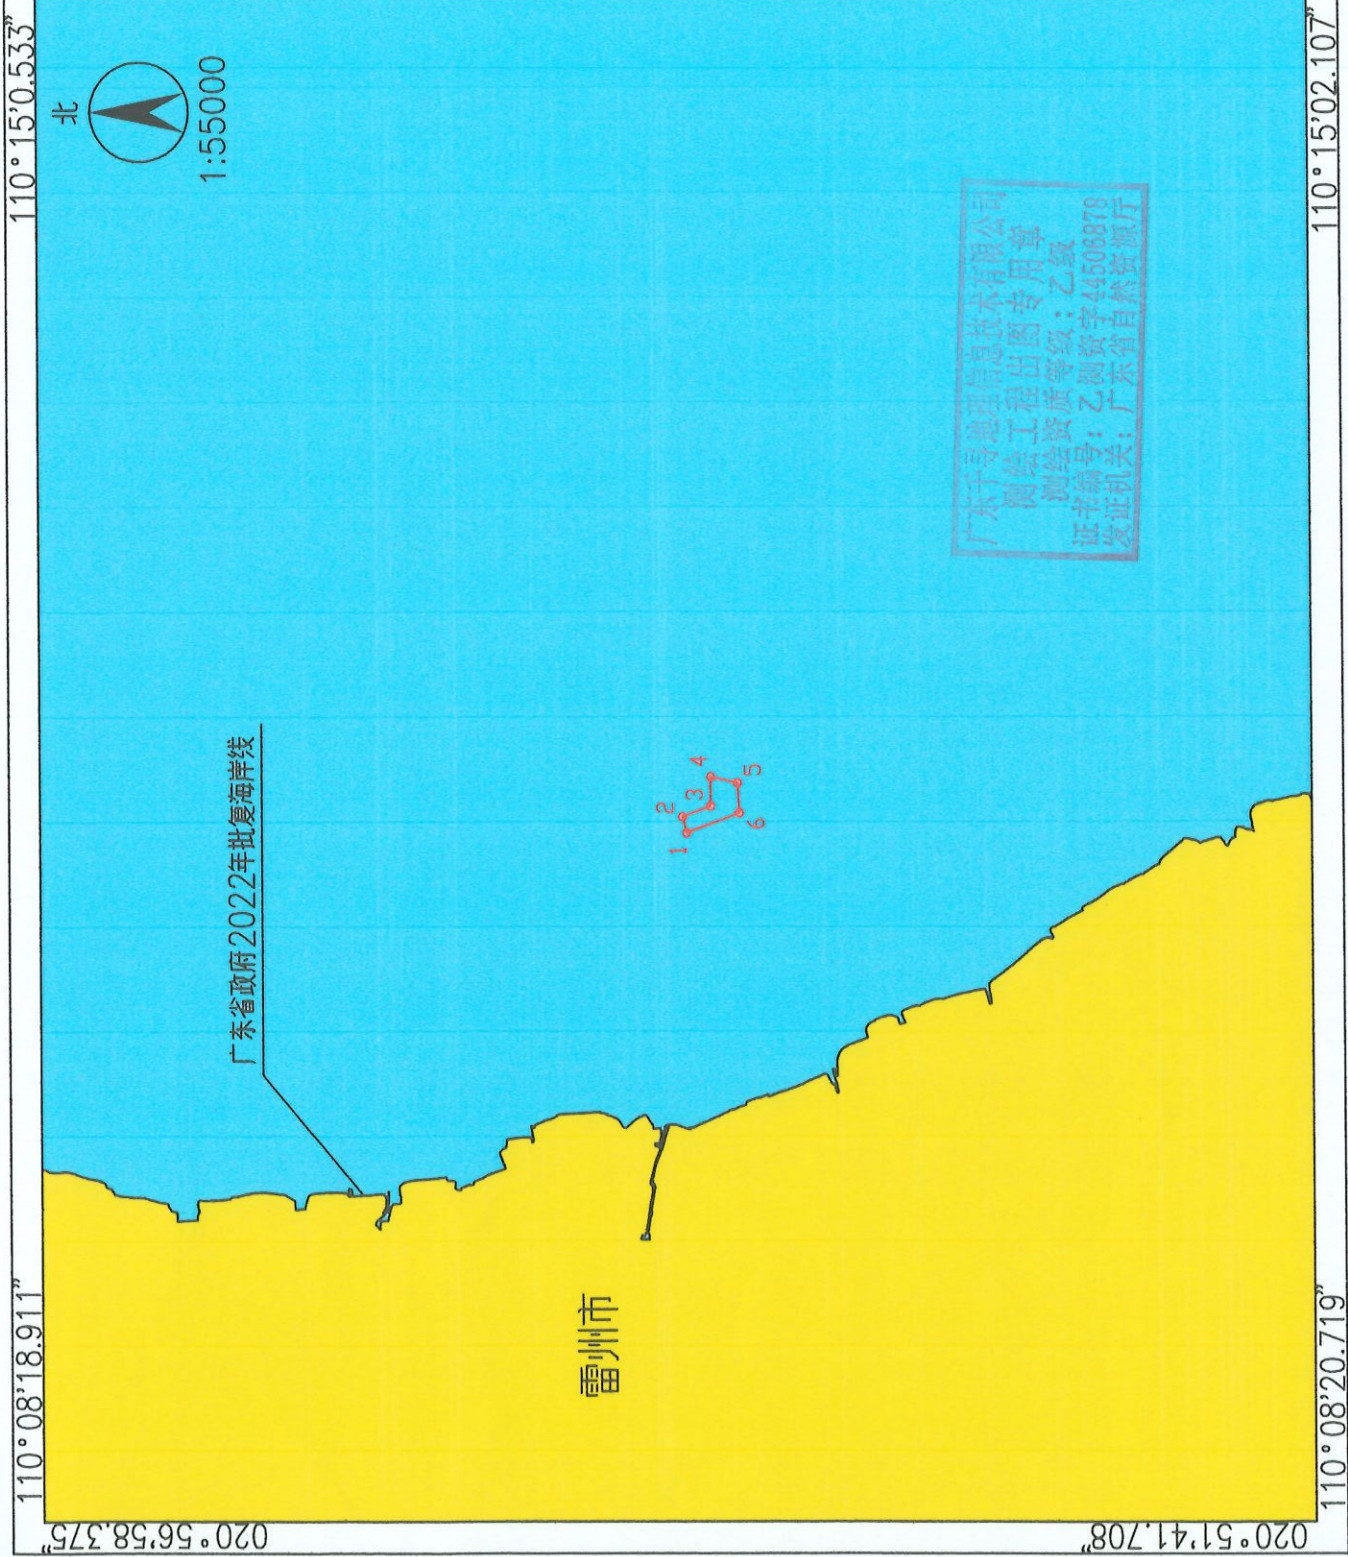 110°15'0.533"
北
1:55000
广东省政府2022年批复海岸线
1
2
3
4
5
6
雷州市
110°08'18.911"
020°56'58.375"
020°51'41.708"
110°08'20.719"
110°15'02.107"
广东千寻地理信息技术有限公司
测绘工程出图专用章
测绘资质等级：乙级
证书编号：乙测资字44506878
发证机关：广东省自然资源厅